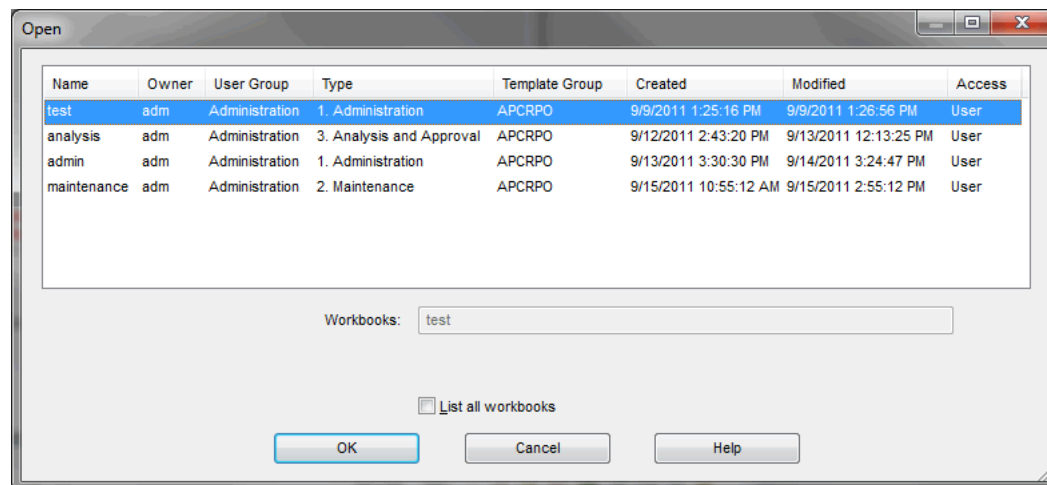 Open
Name Owner User Group Type Template Group Created Modified Access
test adm Administration 1. Administration APCRPO 9/9/2011 1:25:16 PM 9/9/2011 1:26:56 PM User
analysis adm Administration 3. Analysis and Approval APCRPO 9/12/2011 2:43:20 PM 9/13/2011 12:13:25 PM User
admin adm Administration 1. Administration APCRPO 9/13/2011 3:30:30 PM 9/14/2011 3:24:47 PM User
maintenance adm Administration 2. Maintenance APCRPO 9/15/2011 10:55:12 AM 9/15/2011 2:55:12 PM User
Workbooks: test
List all workbooks
OK Cancel Help